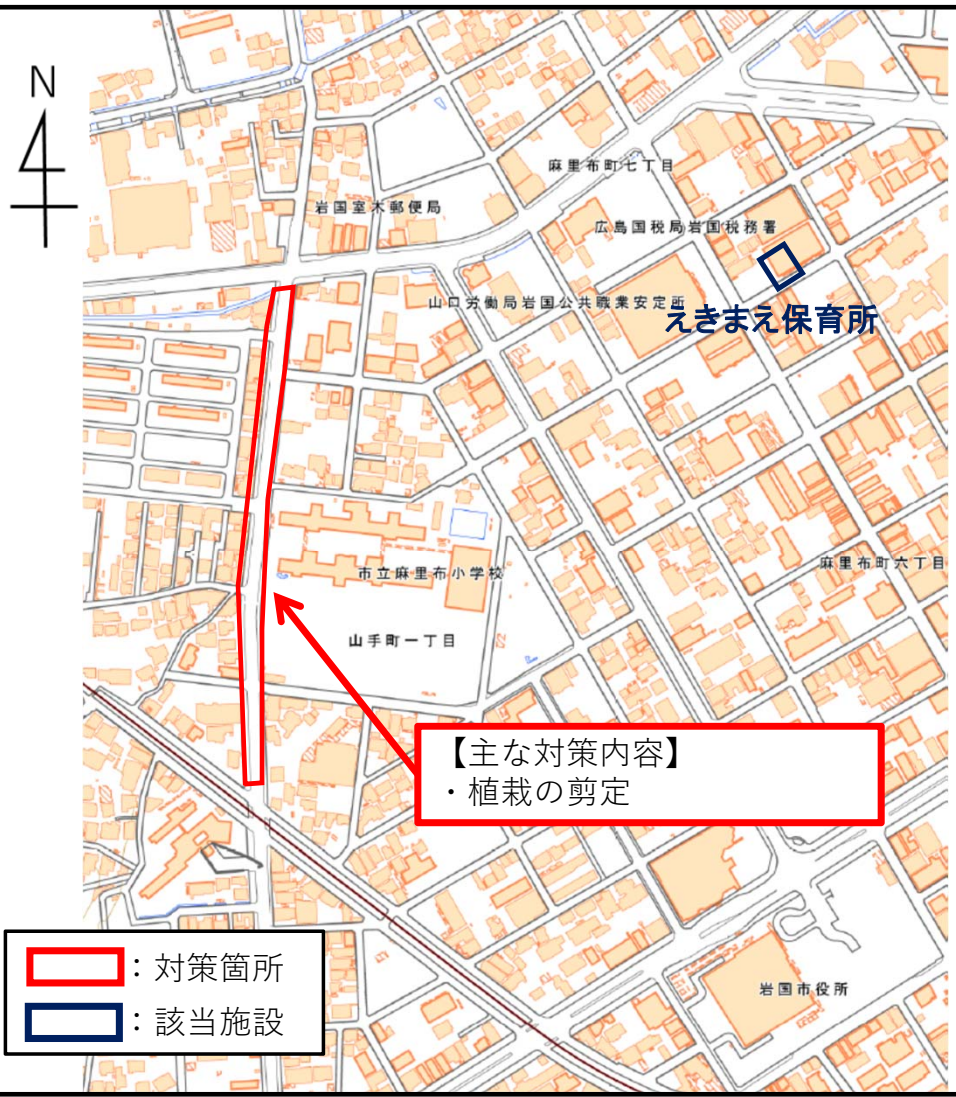 N
麻里布町七丁目
岩国室木郵便局
広島国税局岩国税務署
山口労働局岩国公共職業安定所
えきまえ保育所
麻里布町六丁目
市立麻里布小学校
山手町一丁目
【主な対策内容】
・植栽の剪定
岩国市役所
：対策箇所
：該当施設